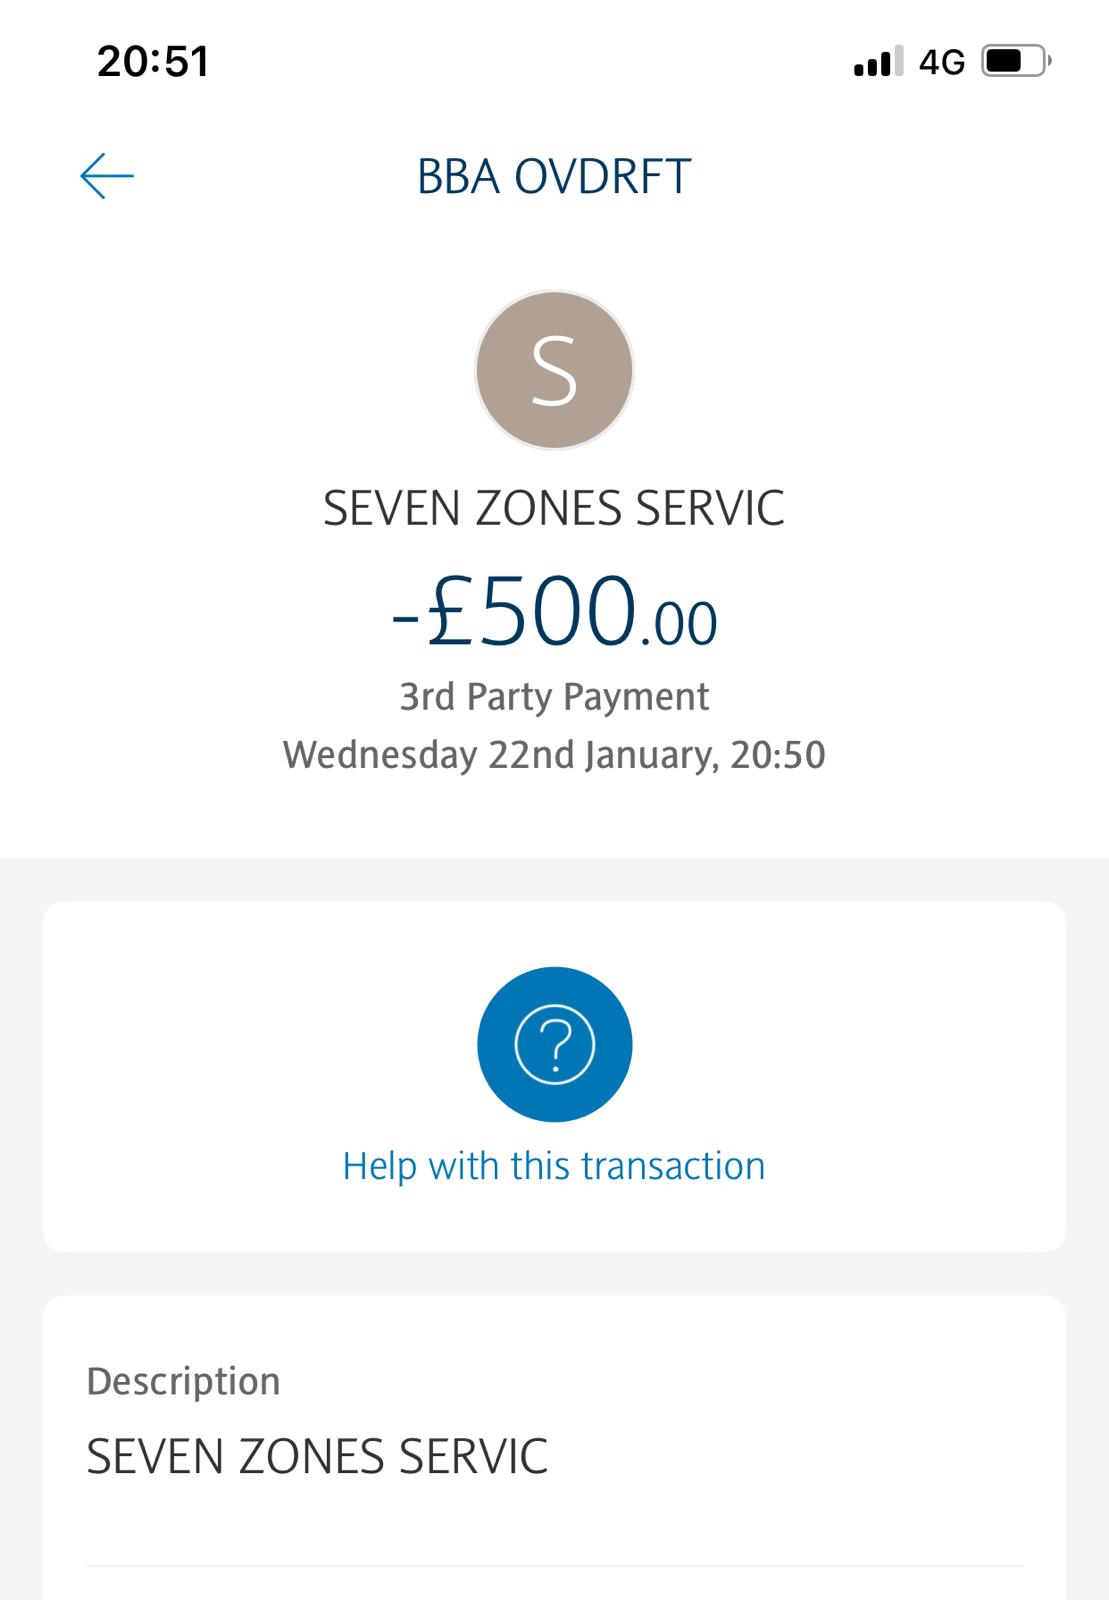 20:51
4G
BBA OVDRFT
S
SEVEN ZONES SERVIC
-£500.00
3rd Party Payment
Wednesday 22nd January, 20:50
?
Help with this transaction
Description
SEVEN ZONES SERVIC